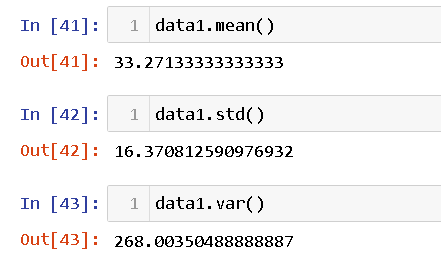 In [41]: 1 data1.mean()
Out[41]: 33.27133333333333
In [42]: 1 data1.std()
Out[42]: 16.370812590976932
In [43]: 1 data1.var()
Out[43]: 268.00350488888887